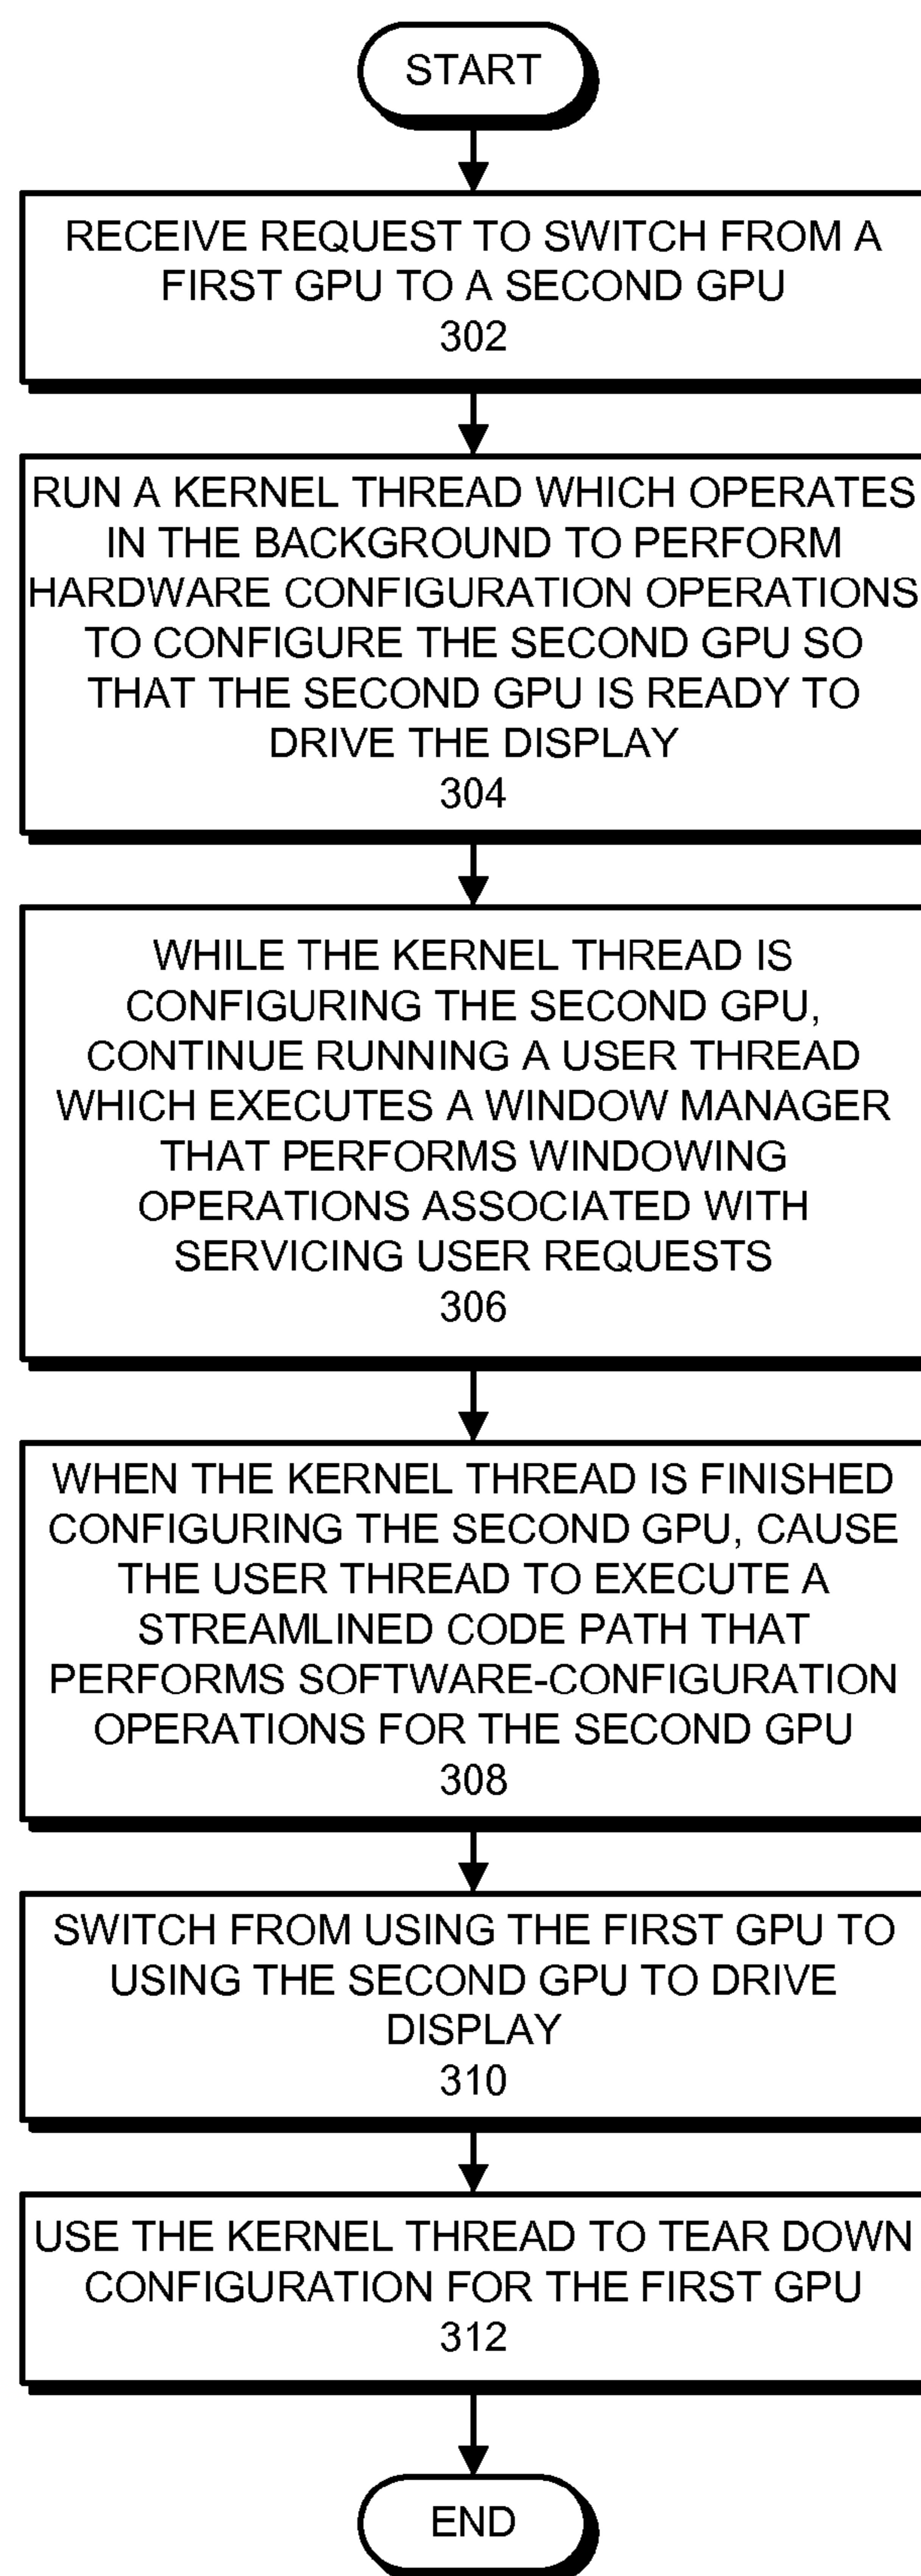 START
RECEIVE REQUEST TO SWITCH FROM A
FIRST GPU TO A SECOND GPU
302
RUN A KERNEL THREAD WHICH OPERATES
IN THE BACKGROUND TO PERFORM
HARDWARE CONFIGURATION OPERATIONS
TO CONFIGURE THE SECOND GPU SO
THAT THE SECOND GPU IS READY TO
DRIVE THE DISPLAY
304
WHILE THE KERNEL THREAD IS
CONFIGURING THE SECOND GPU,
CONTINUE RUNNING A USER THREAD
WHICH EXECUTES A WINDOW MANAGER
THAT PERFORMS WINDOWING
OPERATIONS ASSOCIATED WITH
SERVICING USER REQUESTS
306
WHEN THE KERNEL THREAD IS FINISHED
CONFIGURING THE SECOND GPU, CAUSE
THE USER THREAD TO EXECUTE A
STREAMLINED CODE PATH THAT
PERFORMS SOFTWARE-CONFIGURATION
OPERATIONS FOR THE SECOND GPU
308
SWITCH FROM USING THE FIRST GPU TO
USING THE SECOND GPU TO DRIVE
DISPLAY
310
USE THE KERNEL THREAD TO TEAR DOWN
CONFIGURATION FOR THE FIRST GPU
312
END